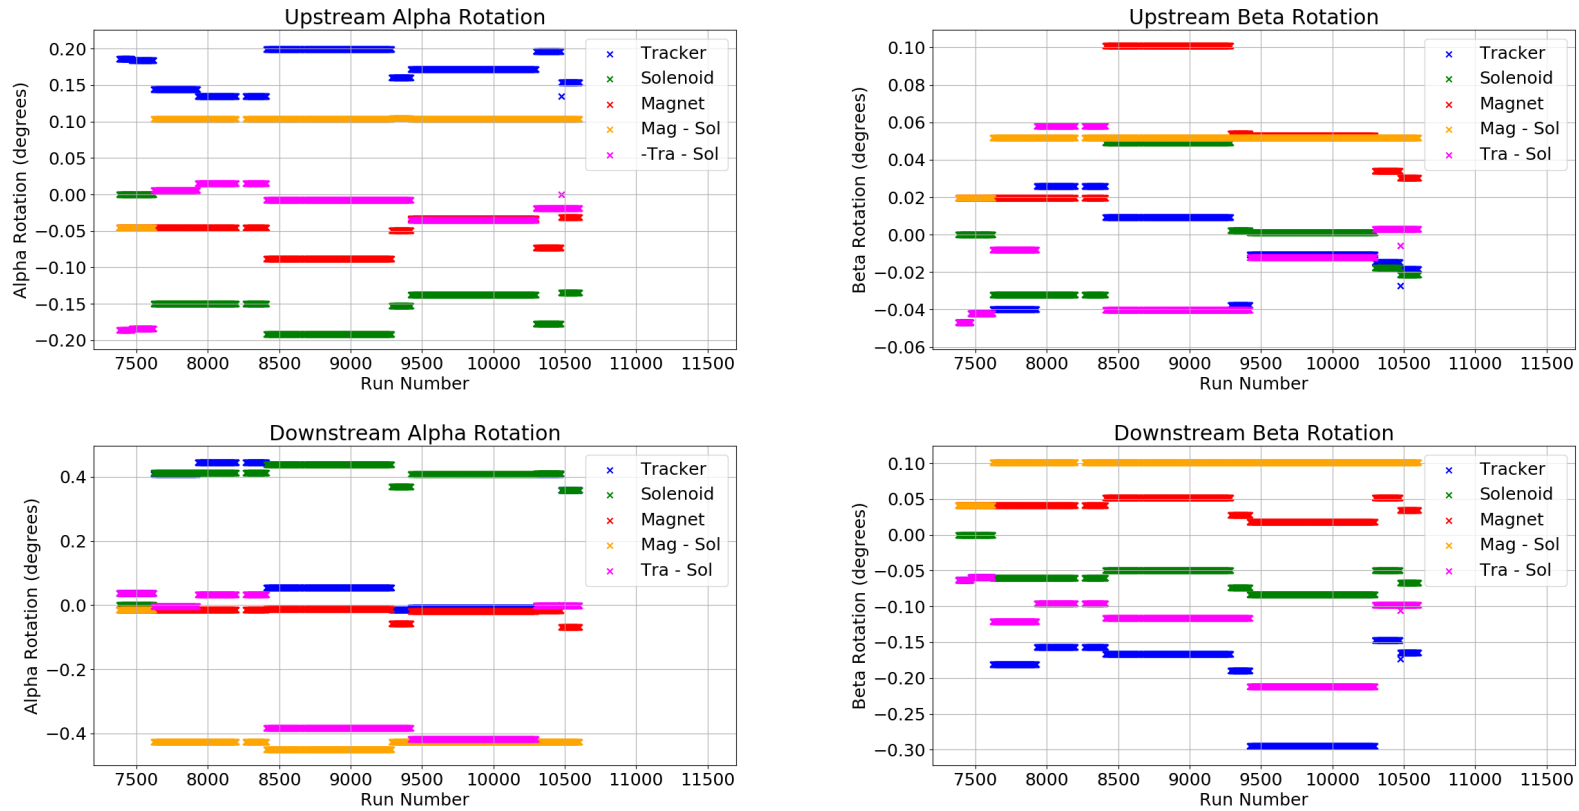 Upstream Alpha Rotation
Alpha Rotation (degrees)
0.20
0.15
0.10
0.05
0.00
−0.05
−0.10
−0.15
−0.20
Tracker
Solenoid
Magnet
Mag - Sol
-Tra - Sol
7500 8000 8500 9000 9500 10000 10500 11000 11500
Run Number
Upstream Beta Rotation
Beta Rotation (degrees)
0.10
0.08
0.06
0.04
0.02
0.00
−0.02
−0.04
−0.06
Tracker
Solenoid
Magnet
Mag - Sol
Tra - Sol
7500 8000 8500 9000 9500 10000 10500 11000 11500
Run Number
Downstream Alpha Rotation
Alpha Rotation (degrees)
0.4
0.2
0.0
−0.2
−0.4
Tracker
Solenoid
Magnet
Mag - Sol
Tra - Sol
7500 8000 8500 9000 9500 10000 10500 11000 11500
Run Number
Downstream Beta Rotation
Beta Rotation (degrees)
0.10
0.05
0.00
−0.05
−0.10
−0.15
−0.20
−0.25
−0.30
Tracker
Solenoid
Magnet
Mag - Sol
Tra - Sol
7500 8000 8500 9000 9500 10000 10500 11000 11500
Run Number